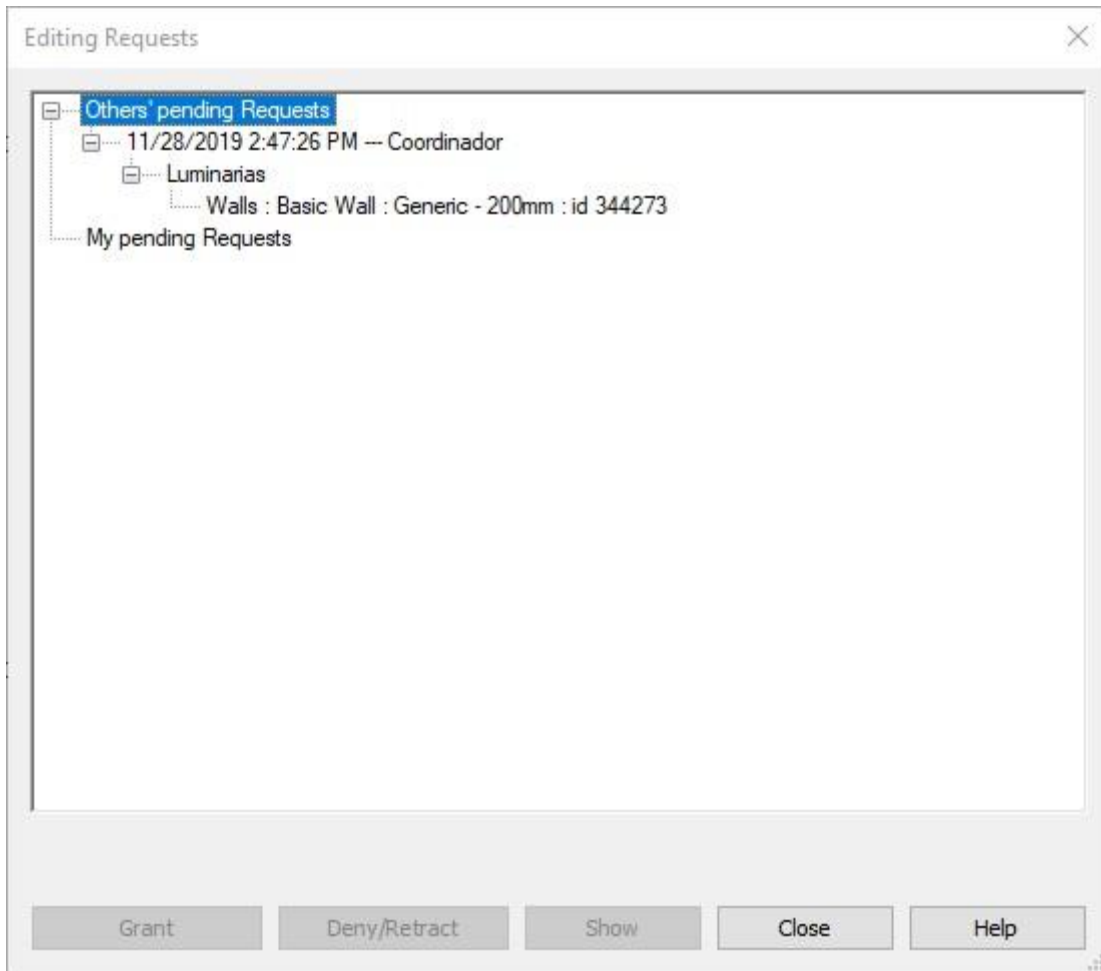 Editing Requests
Others' pending Requests
11/28/2019 2:47:26 PM --- Coordinador
Luminarias
Walls : Basic Wall : Generic - 200mm : id 344273
My pending Requests
Grant Deny/Retract Show Close Help